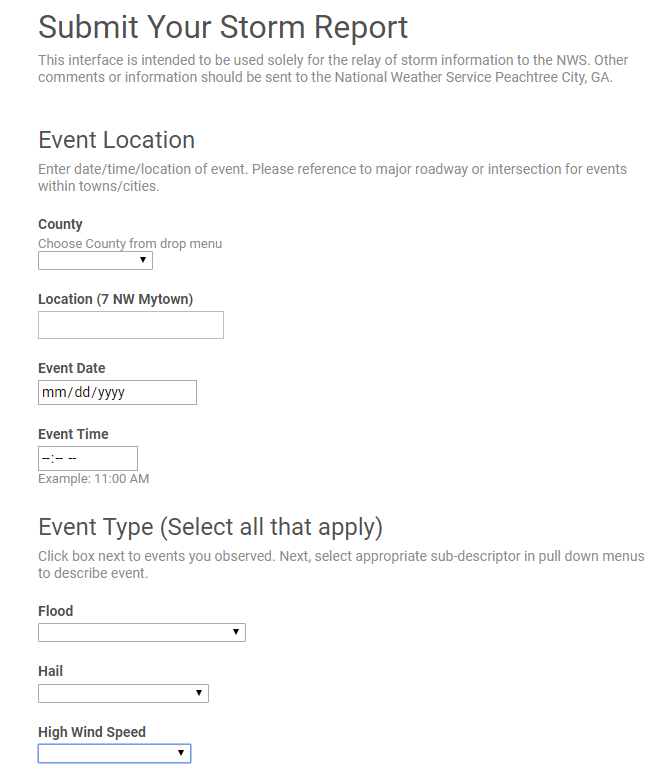 Submit Your Storm Report
This interface is intended to be used solely for the relay of storm information to the NWS. Other
comments or information should be sent to the National Weather Service Peachtree City, GA.
Event Location
Enter date/time/location of event. Please reference to major roadway or intersection for events
within towns/cities.
County
Choose County from drop menu
Location (7 NW Mytown)
Event Date
mm/dd/yyyy
Event Time
--:-- --
Example: 11:00 AM
Event Type (Select all that apply)
Click box next to events you observed. Next, select appropriate sub-descriptor in pull down menus
to describe event.
Flood
Hail
High Wind Speed